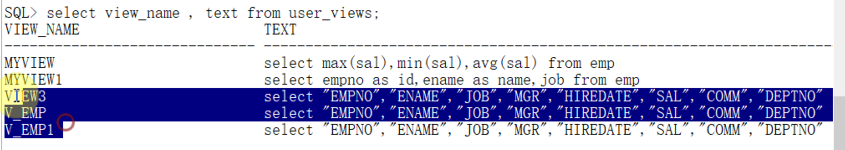 SQL> select view_name , text from user_views;
VIEW_NAME TEXT
------------------------------ --------------------------------------------------------------------------------
MYVIEW select max(sal),min(sal),avg(sal) from emp
MYVIEW1 select empno as id,ename as name,job from emp
VIEW3 select "EMPNO","ENAME","JOB","MGR","HIREDATE","SAL","COMM","DEPTNO"
V_EMP select "EMPNO","ENAME","JOB","MGR","HIREDATE","SAL","COMM","DEPTNO"
V_EMP1 select "EMPNO","ENAME","JOB","MGR","HIREDATE","SAL","COMM","DEPTNO"